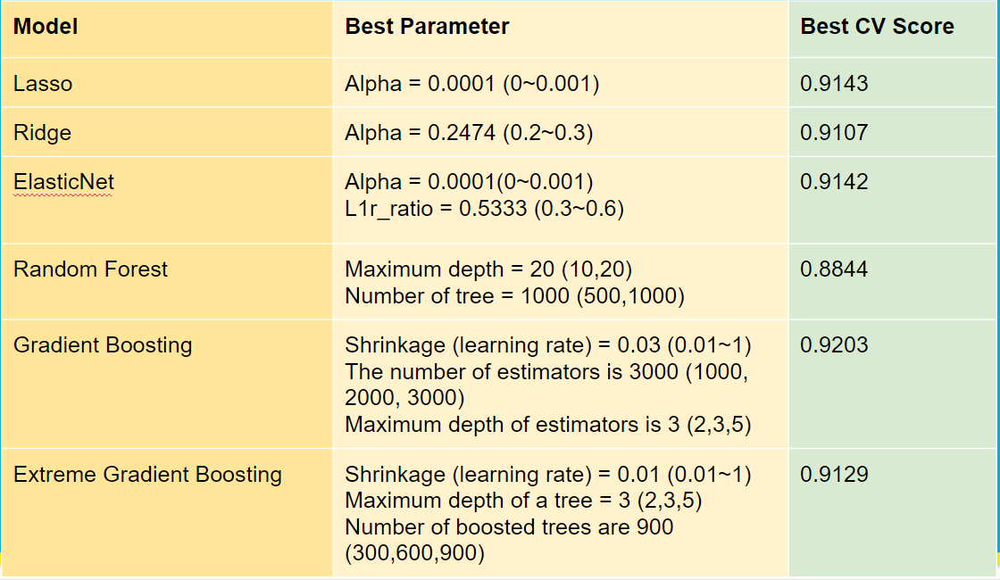 Model Best Parameter Best CV Score
Lasso Alpha = 0.0001 (0~0.001) 0.9143
Ridge Alpha = 0.2474 (0.2~0.3) 0.9107
ElasticNet Alpha = 0.0001(0~0.001) 0.9142
L1r_ratio = 0.5333 (0.3~0.6)
Random Forest Maximum depth = 20 (10,20) 0.8844
Number of tree = 1000 (500,1000)
Gradient Boosting Shrinkage (learning rate) = 0.03 (0.01~1) 0.9203
The number of estimators is 3000 (1000,
2000, 3000)
Maximum depth of estimators is 3 (2,3,5)
Extreme Gradient Boosting Shrinkage (learning rate) = 0.01 (0.01~1) 0.9129
Maximum depth of a tree = 3 (2,3,5)
Number of boosted trees are 900
(300,600,900)